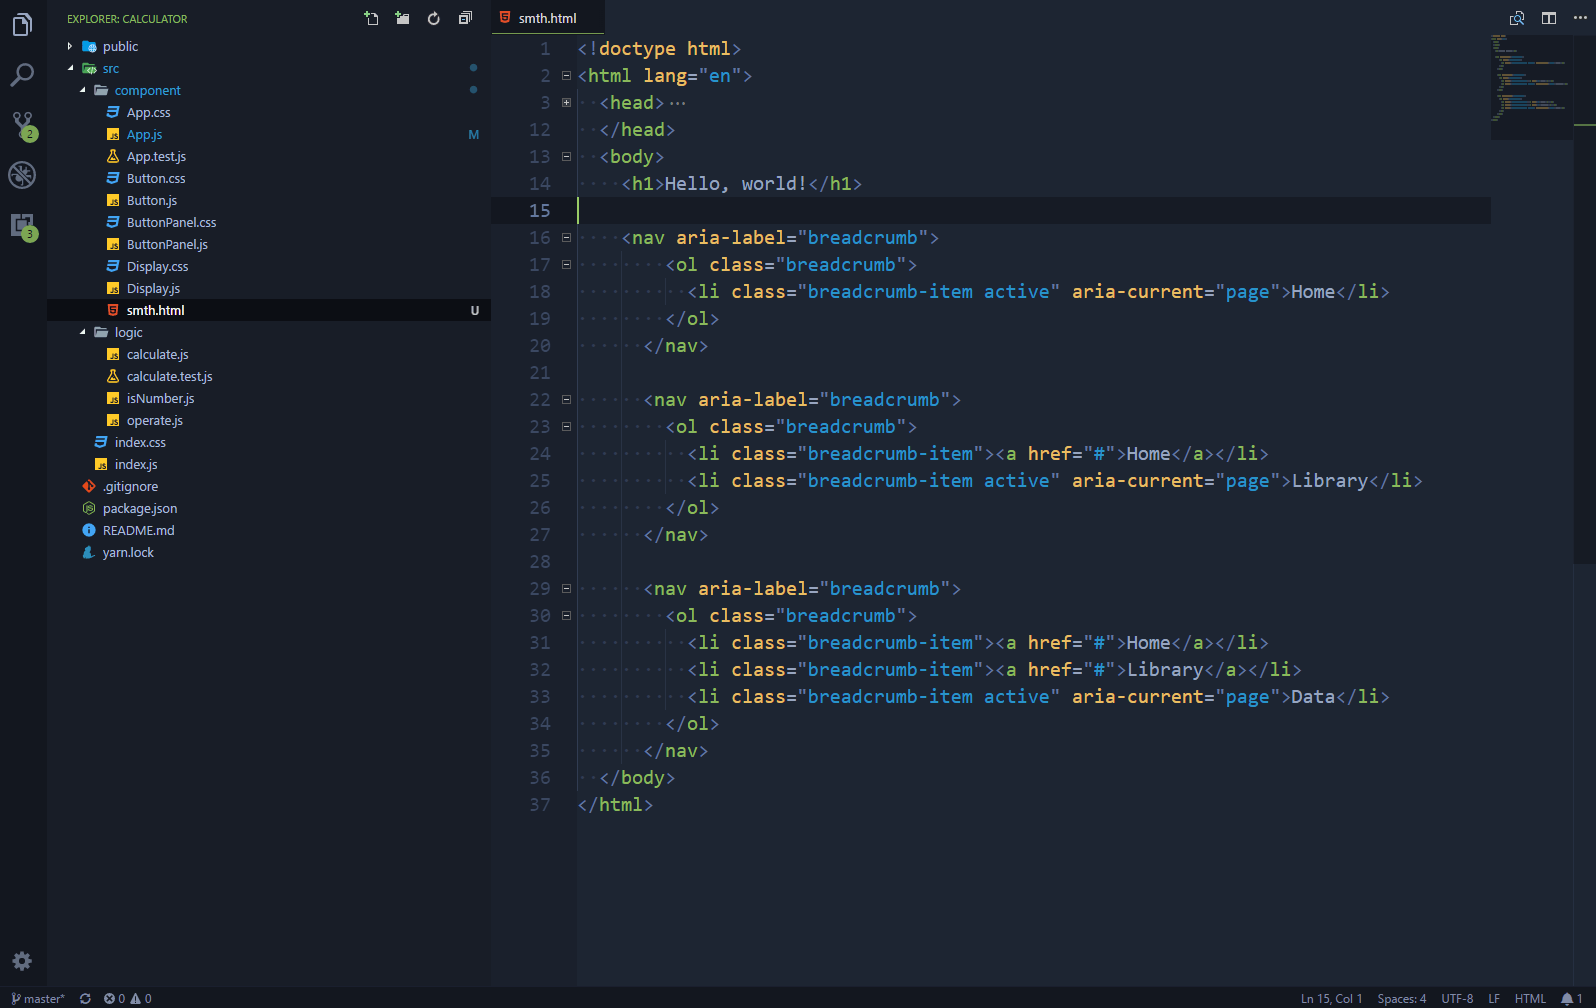 EXPLORER: CALCULATOR
public
src
component
App.css
App.js M
App.test.js
Button.css
Button.js
ButtonPanel.css
ButtonPanel.js
Display.css
Display.js
smth.html U
logic
calculate.js
calculate.test.js
isNumber.js
operate.js
index.css
index.js
.gitignore
package.json
README.md
yarn.lock
2
3
smth.html
1 <!doctype html>
2 <html lang="en">
3 <head>···
12 </head>
13 <body>
14 <h1>Hello, world!</h1>
15
16 <nav aria-label="breadcrumb">
17 <ol class="breadcrumb">
18 <li class="breadcrumb-item active" aria-current="page">Home</li>
19 </ol>
20 </nav>
21
22 <nav aria-label="breadcrumb">
23 <ol class="breadcrumb">
24 <li class="breadcrumb-item"><a href="#">Home</a></li>
25 <li class="breadcrumb-item active" aria-current="page">Library</li>
26 </ol>
27 </nav>
28
29 <nav aria-label="breadcrumb">
30 <ol class="breadcrumb">
31 <li class="breadcrumb-item"><a href="#">Home</a></li>
32 <li class="breadcrumb-item"><a href="#">Library</a></li>
33 <li class="breadcrumb-item active" aria-current="page">Data</li>
34 </ol>
35 </nav>
36 </body>
37 </html>
master* 0 0 Ln 15, Col 1 Spaces: 4 UTF-8 LF HTML 1